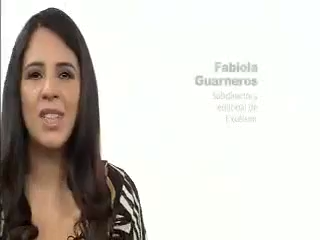 Fabiola
Guarneros
Subdirectora
editorial de
Excélsior